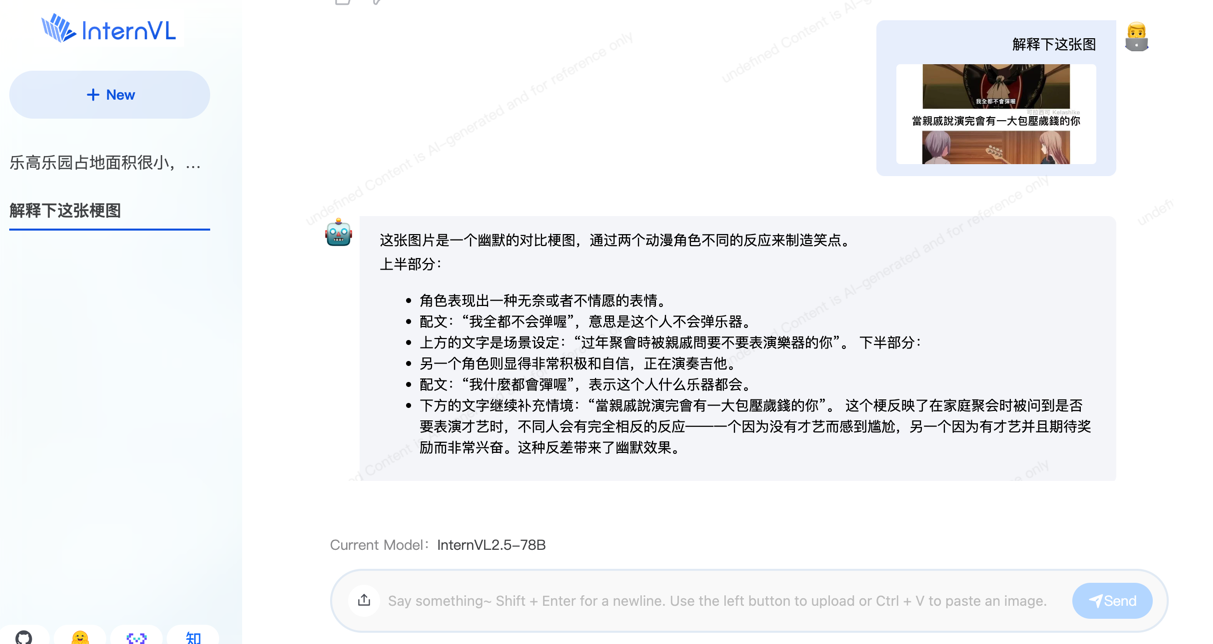 InternVL
+ New
乐高乐园占地面积很小，...
解释下这张梗图
解释下这张图
我全都不會彈喔
當親戚說演完會有一大包壓歲錢的你
这张图片是一个幽默的对比梗图，通过两个动漫角色不同的反应来制造笑点。
上半部分：
• 角色表现出一种无奈或者不情愿的表情。
• 配文：“我全都不会弹喔”，意思是这个人不会弹乐器。
• 上方的文字是场景设定：“过年聚會時被親戚問要不要表演樂器的你”。 下半部分：
• 另一个角色则显得非常积极和自信，正在演奏吉他。
• 配文：“我什麼都會彈喔”，表示这个人什么乐器都会。
• 下方的文字继续补充情境：“當親戚說演完會有一大包壓歲錢的你”。 这个梗反映了在家庭聚会时被问到是否
要表演才艺时，不同人会有完全相反的反应——一个因为没有才艺而感到尴尬，另一个因为有才艺并且期待奖
励而非常兴奋。这种反差带来了幽默效果。
undefined Content is AI-generated and for reference only
Current Model：InternVL2.5-78B
Say something~ Shift + Enter for a newline. Use the left button to upload or Ctrl + V to paste an image.
Send
知